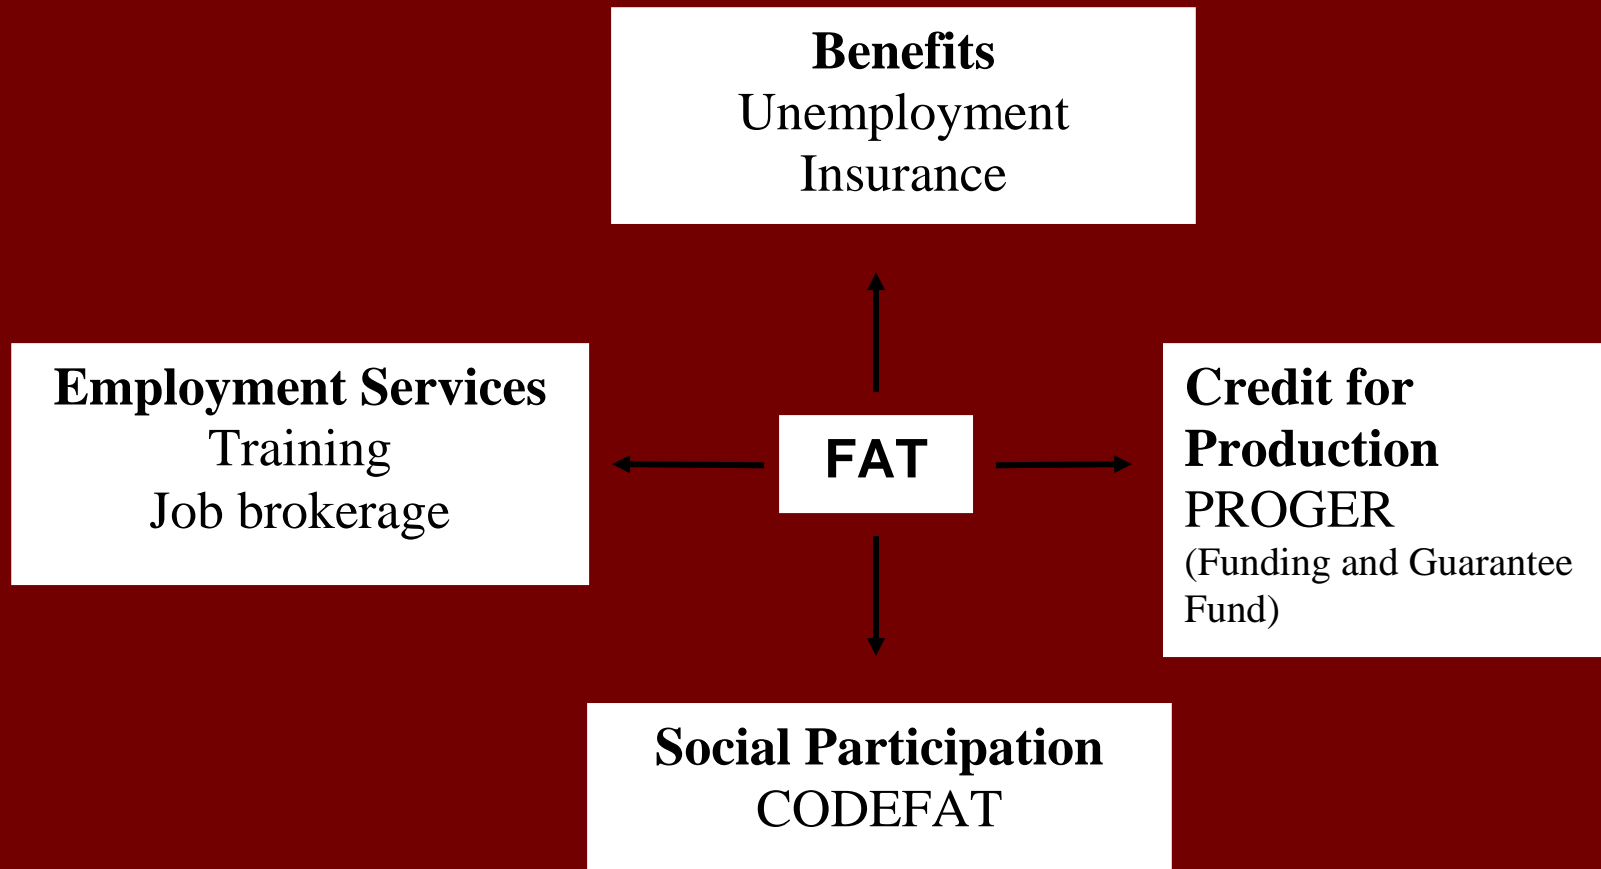 Benefits
Unemployment
Insurance
Employment Services
Training
Job brokerage
FAT
Credit for
Production
PROGER
(Funding and Guarantee
Fund)
Social Participation
CODEFAT